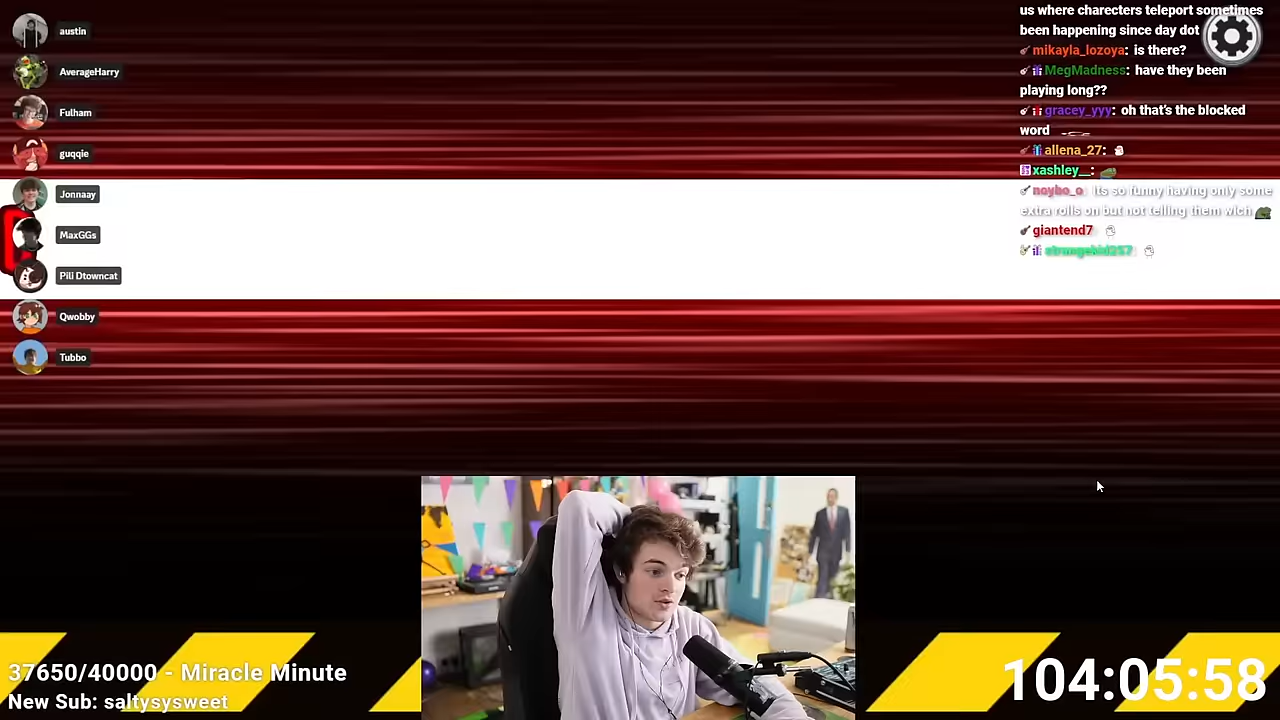 austin
AverageHarry
Fulham
guqqie
Jonnaay
MaxGGs
Pili Dtowncat
Qwobby
Tubbo
us where charecters teleport sometimes
been happening since day dot
mikayla_lozoya: is there?
MegMadness: have they been
playing long??
gracey_yyy: oh that's the blocked
word
allena_27:
xashley__:
noybo_o its so funny having only some
extra rolls on but not telling them wich
giantend7
37650/40000 - Miracle Minute
New Sub: saltysysweet
104:05:58